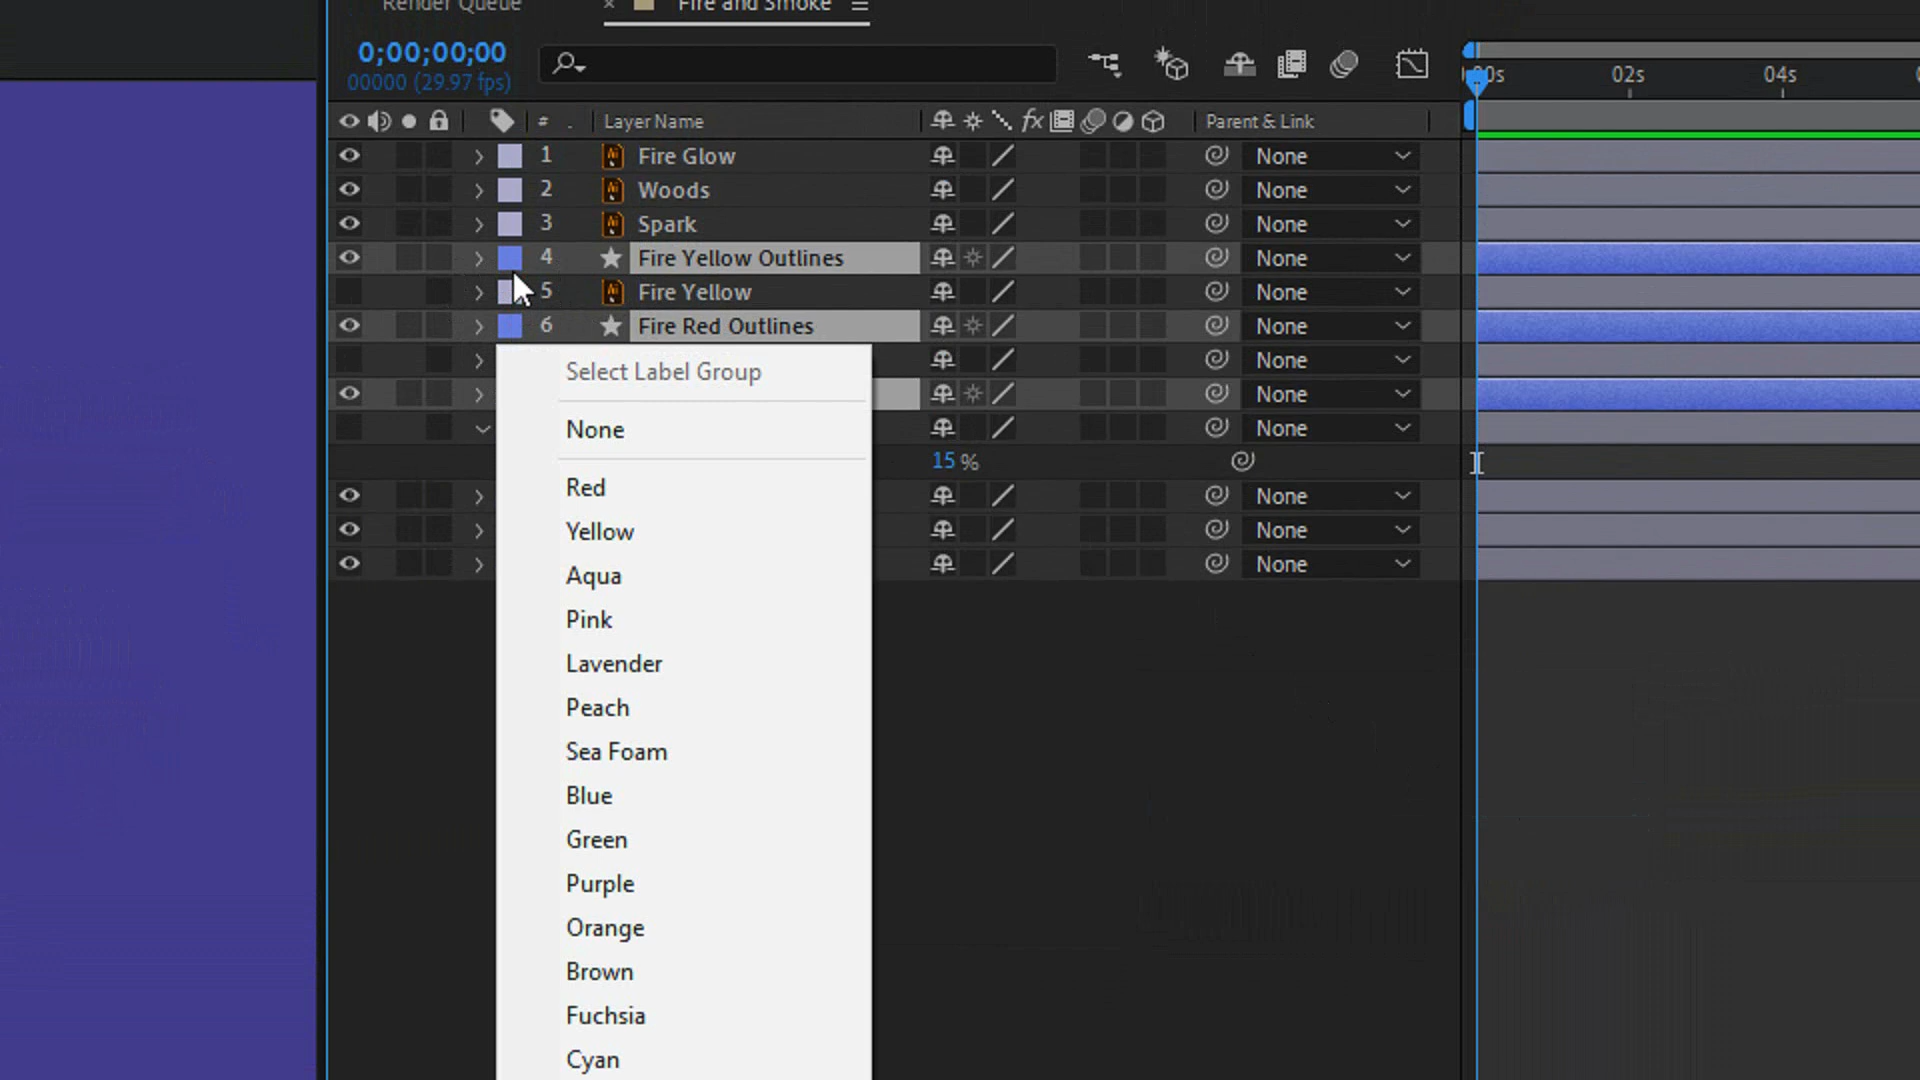 Render Queue × Fire and Smoke
0;00;00;00
00000 (29.97 fps)
00s 02s 04s
# . Layer Name fx Parent & Link
1 Fire Glow None
2 Woods None
3 Spark None
4 Fire Yellow Outlines None
5 Fire Yellow None
6 Fire Red Outlines None
None
None
None
15 %
None
None
None
Select Label Group
None
Red
Yellow
Aqua
Pink
Lavender
Peach
Sea Foam
Blue
Green
Purple
Orange
Brown
Fuchsia
Cyan